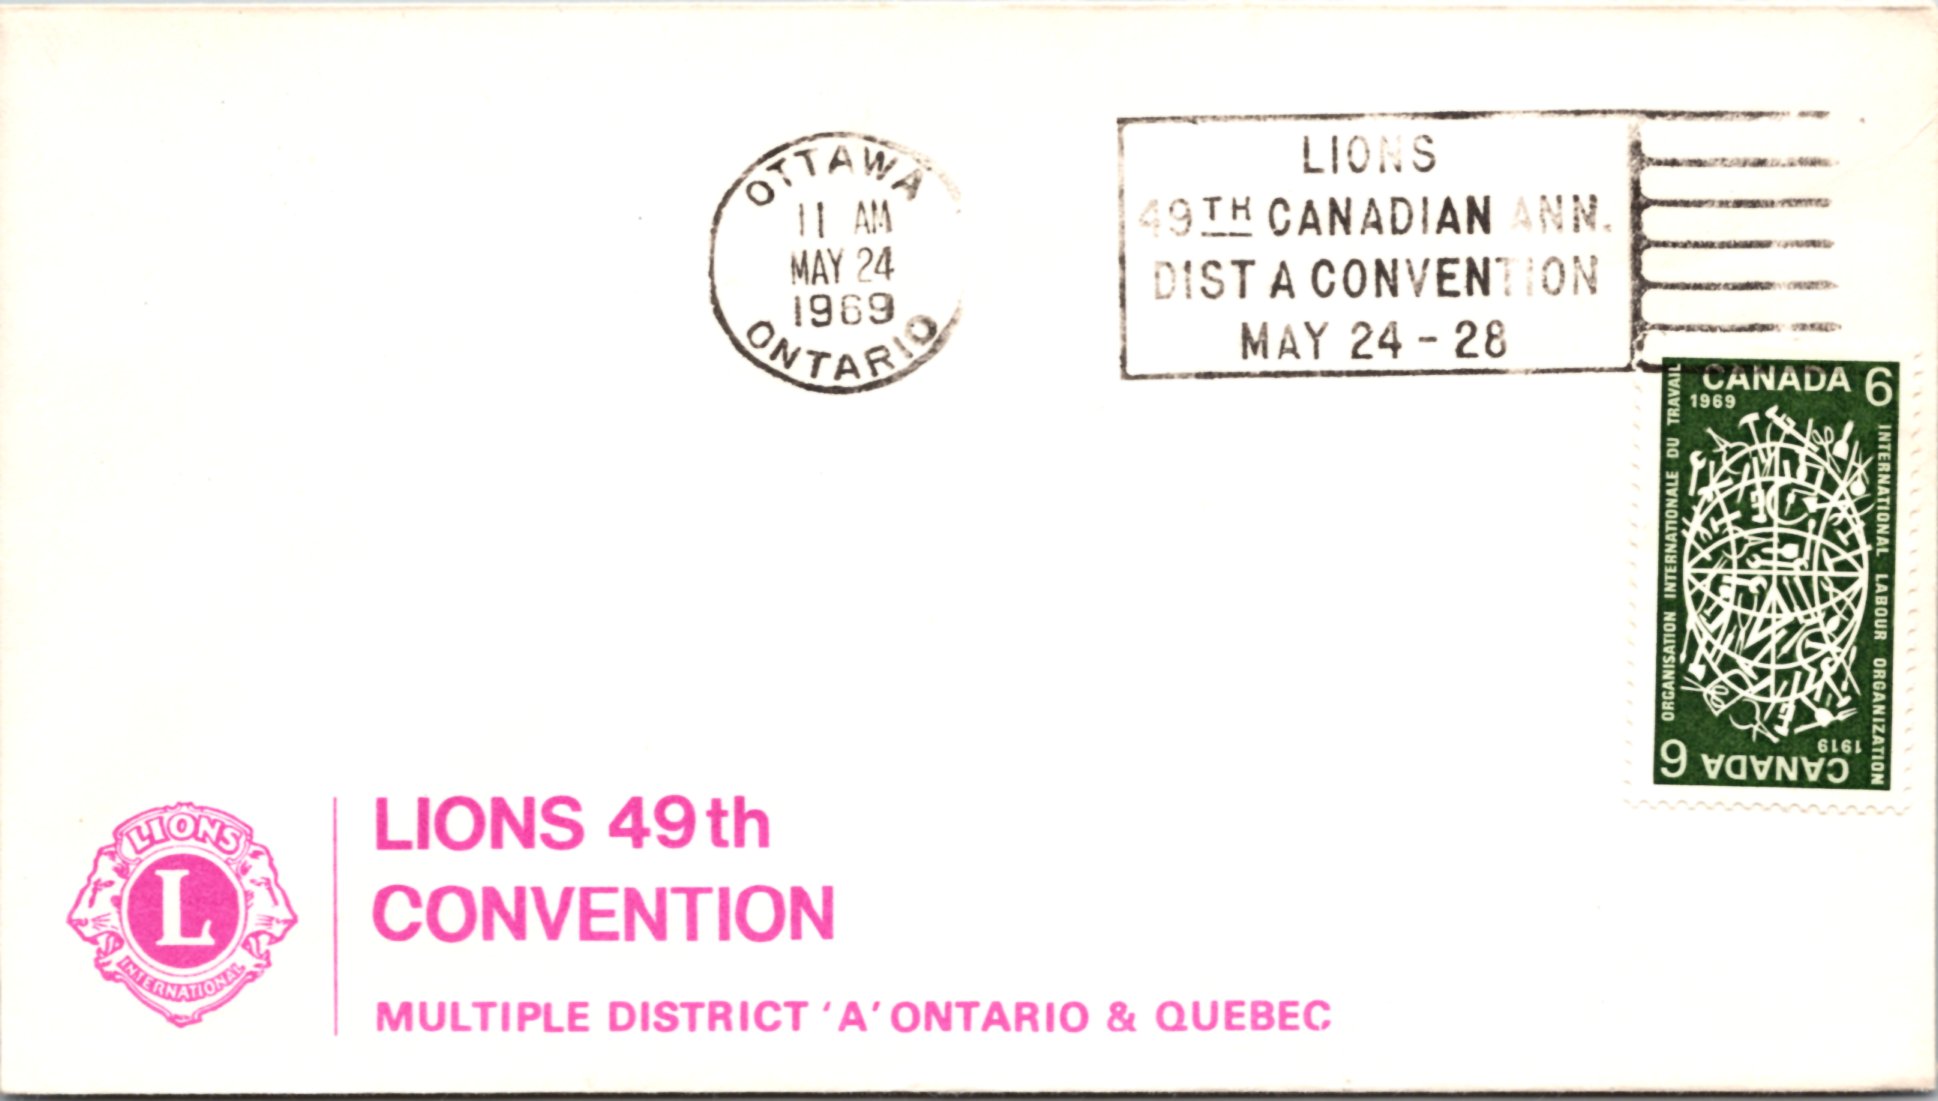 OTTAWA
11 AM
MAY 24
1969
ONTARIO
LIONS
49TH CANADIAN ANN.
DIST A CONVENTION
MAY 24 - 28
CANADA 6
1969
ORGANISATION INTERNATIONALE DU TRAVAIL
INTERNATIONAL LABOUR ORGANIZATION
1919
CANADA 6
LIONS
L
INTERNATIONAL
LIONS 49th
CONVENTION
MULTIPLE DISTRICT 'A' ONTARIO & QUEBEC